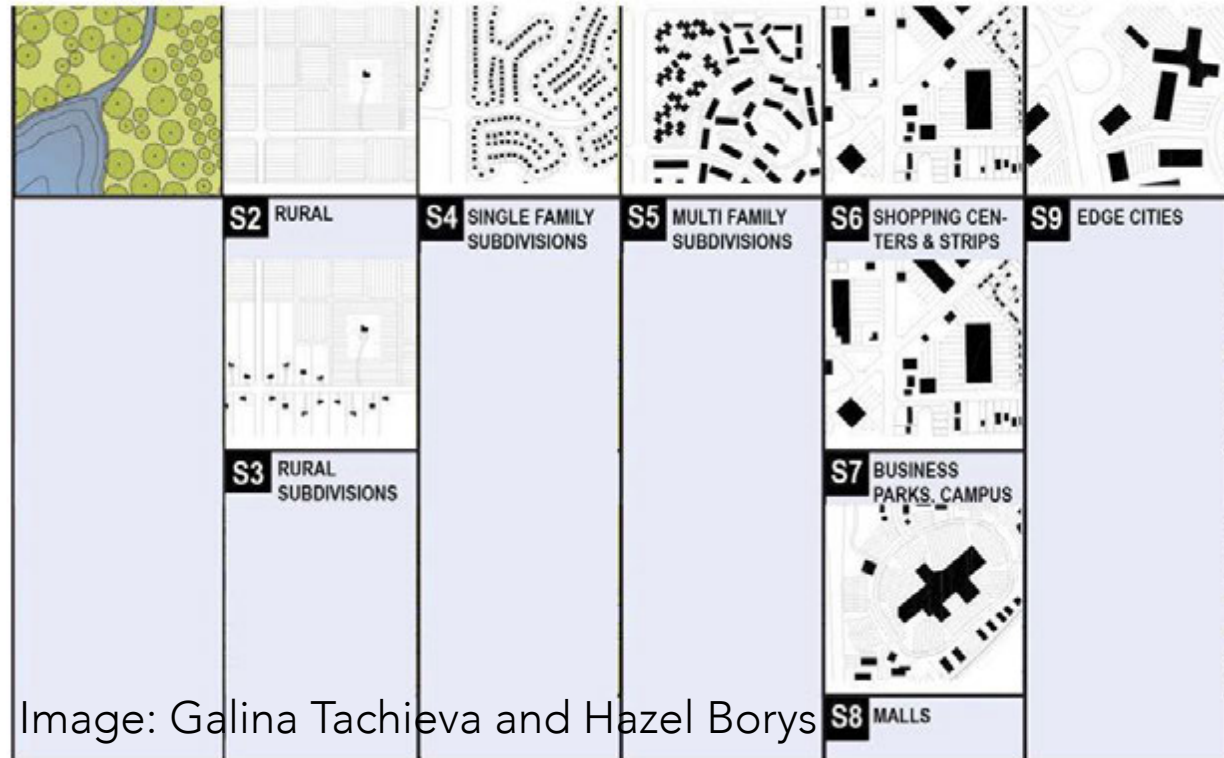 S2 RURAL
S4 SINGLE FAMILY
SUBDIVISIONS
S5 MULTI FAMILY
SUBDIVISIONS
S6 SHOPPING CEN-
TERS & STRIPS
S9 EDGE CITIES
S3 RURAL
SUBDIVISIONS
S7 BUSINESS
PARKS, CAMPUS
S8 MALLS
Image: Galina Tachieva and Hazel Borys